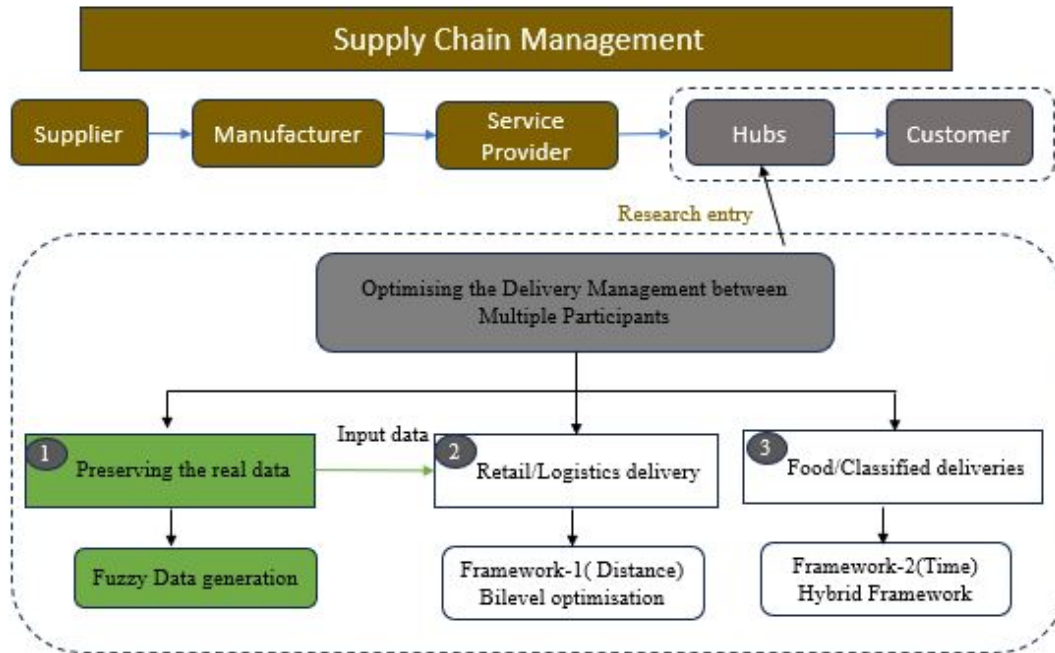 Supply Chain Management
Supplier
Manufacturer
Service
Provider
Hubs
Customer
Research entry
Optimising the Delivery Management between
Multiple Participants
Input data
1
Preserving the real data
2
Retail/Logistics delivery
3
Food/Classified deliveries
Fuzzy Data generation
Framework-1( Distance)
Bilevel optimisation
Framework-2(Time)
Hybrid Framework